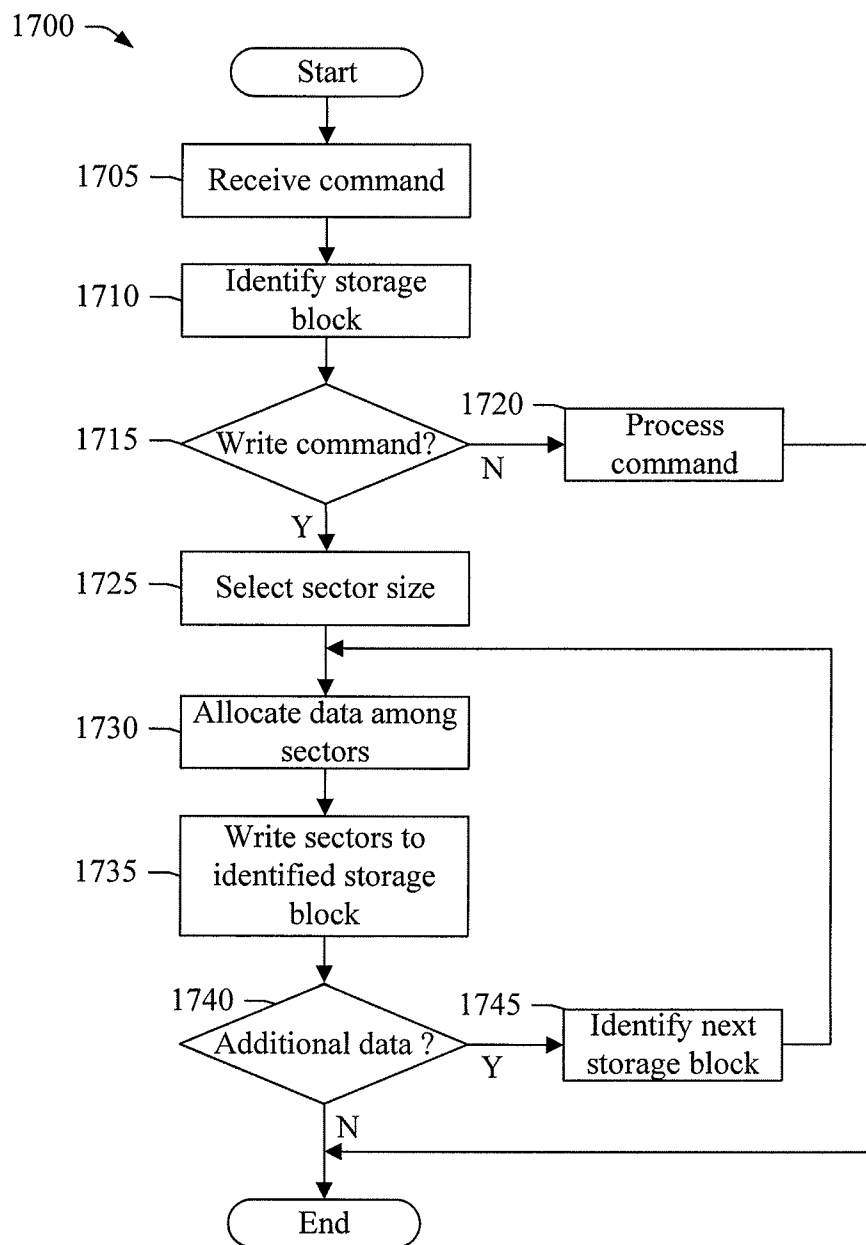 1700
Start
1705
Receive command
1710
Identify storage
block
1715
Write command?
N
1720
Process
command
Y
1725
Select sector size
1730
Allocate data among
sectors
1735
Write sectors to
identified storage
block
1740
Additional data ?
Y
1745
Identify next
storage block
N
End